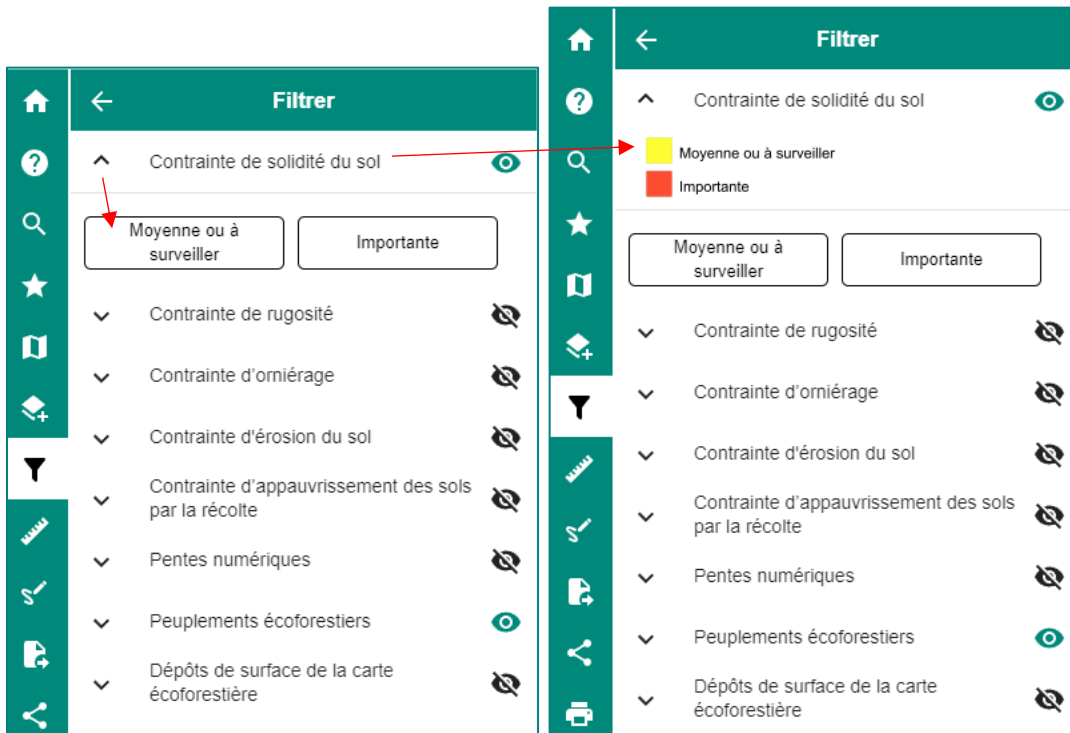 Filtrer
Contrainte de solidité du sol
Moyenne ou à
surveiller
Importante
Contrainte de rugosité
Contrainte d’orniérage
Contrainte d'érosion du sol
Contrainte d’appauvrissement des sols
par la récolte
Pentes numériques
Peuplements écoforestiers
Dépôts de surface de la carte
écoforestière
Filtrer
Contrainte de solidité du sol
Moyenne ou à surveiller
Importante
Moyenne ou à
surveiller
Importante
Contrainte de rugosité
Contrainte d’orniérage
Contrainte d'érosion du sol
Contrainte d’appauvrissement des sols
par la récolte
Pentes numériques
Peuplements écoforestiers
Dépôts de surface de la carte
écoforestière